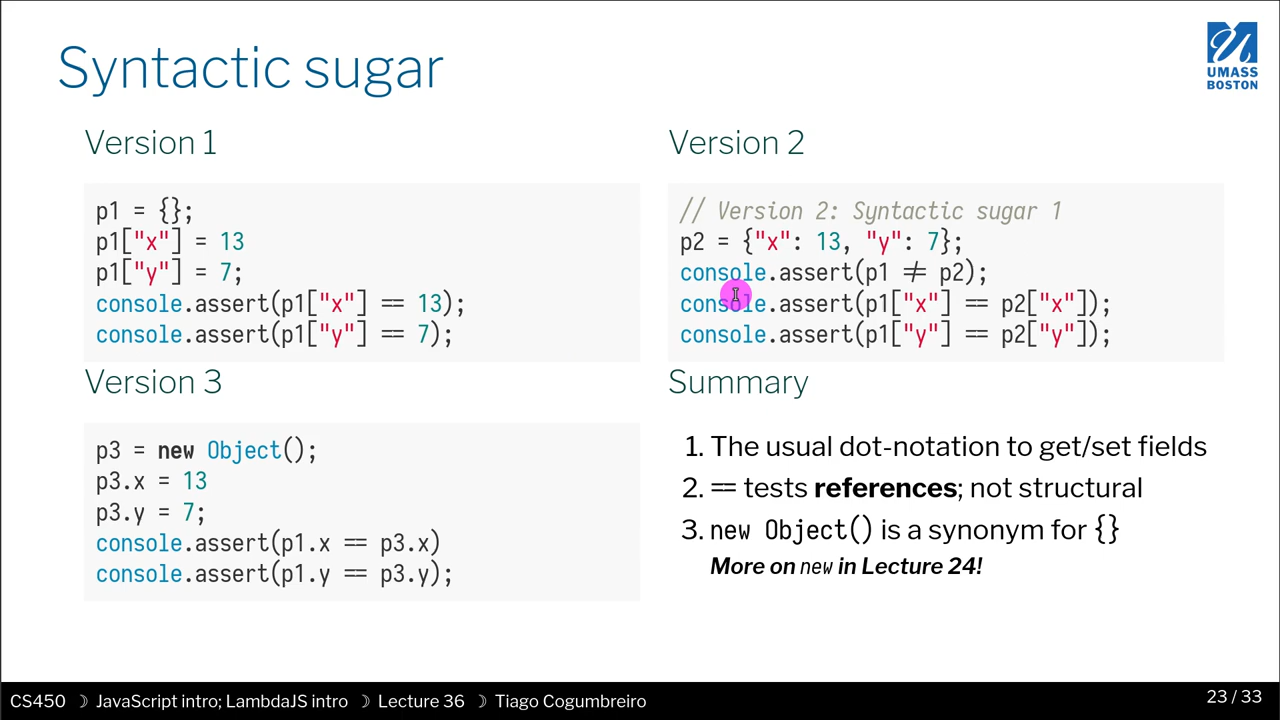 Syntactic sugar
UMASS
BOSTON
Version 1
p1 = {};
p1["x"] = 13
p1["y"] = 7;
console.assert(p1["x"] == 13);
console.assert(p1["y"] == 7);
Version 2
// Version 2: Syntactic sugar 1
p2 = {"x": 13, "y": 7};
console.assert(p1 ≠ p2);
console.assert(p1["x"] == p2["x"]);
console.assert(p1["y"] == p2["y"]);
Version 3
p3 = new Object();
p3.x = 13
p3.y = 7;
console.assert(p1.x == p3.x)
console.assert(p1.y == p3.y);
Summary
1. The usual dot-notation to get/set fields
2. == tests references; not structural
3. new Object() is a synonym for {}
More on new in Lecture 24!
CS450 ☽ JavaScript intro; LambdaJS intro ☽ Lecture 36 ☽ Tiago Cogumbreiro
23 / 33